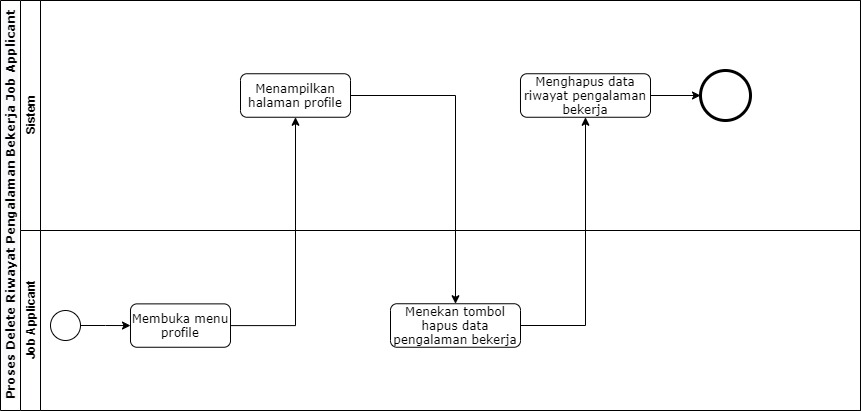 Proses Delete Riwayat Pengalaman Bekerja Job Applicant
Sistem
Menampilkan
halaman profile
Menghapus data
riwayat pengalaman
bekerja
Job Applicant
Membuka menu
profile
Menekan tombol
hapus data
pengalaman bekerja